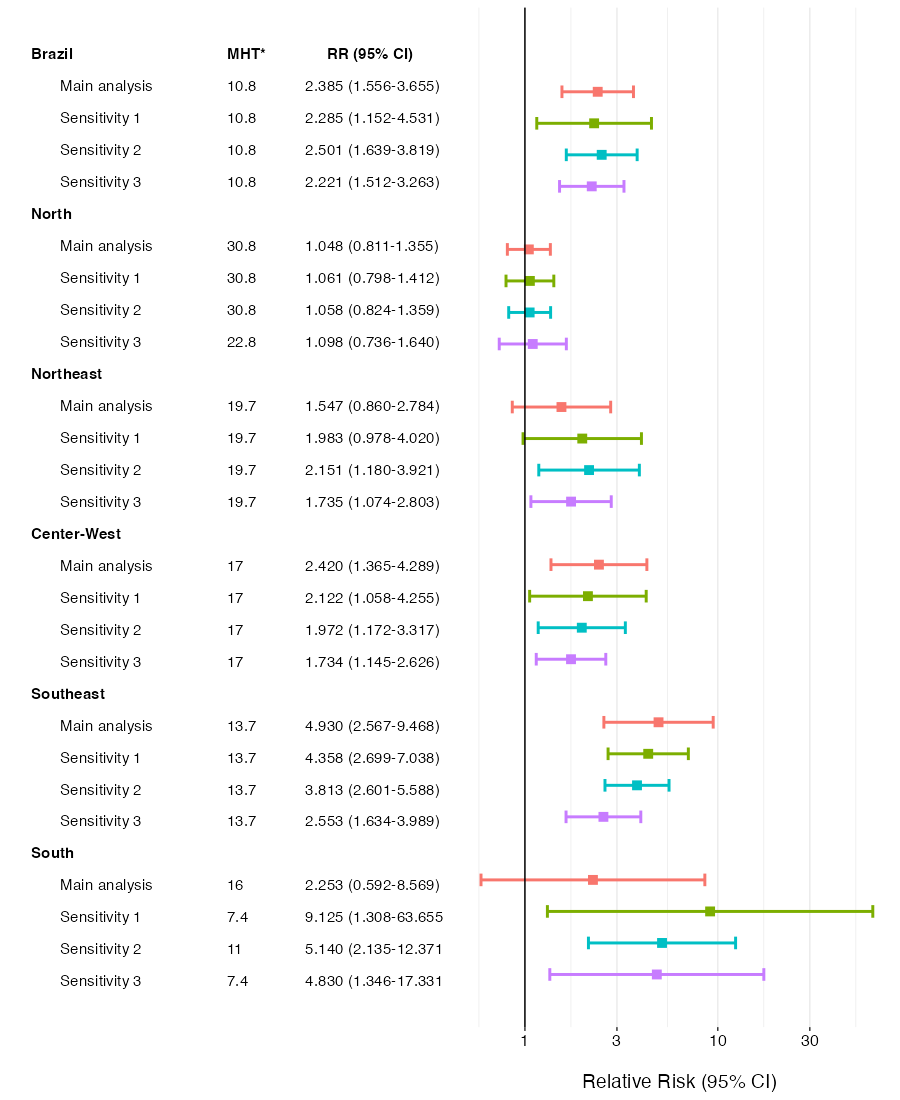 Brazil MHT* RR (95% CI)
Main analysis 10.8 2.385 (1.556-3.655)
Sensitivity 1 10.8 2.285 (1.152-4.531)
Sensitivity 2 10.8 2.501 (1.639-3.819)
Sensitivity 3 10.8 2.221 (1.512-3.263)
North
Main analysis 30.8 1.048 (0.811-1.355)
Sensitivity 1 30.8 1.061 (0.798-1.412)
Sensitivity 2 30.8 1.058 (0.824-1.359)
Sensitivity 3 22.8 1.098 (0.736-1.640)
Northeast
Main analysis 19.7 1.547 (0.860-2.784)
Sensitivity 1 19.7 1.983 (0.978-4.020)
Sensitivity 2 19.7 2.151 (1.180-3.921)
Sensitivity 3 19.7 1.735 (1.074-2.803)
Center-West
Main analysis 17 2.420 (1.365-4.289)
Sensitivity 1 17 2.122 (1.058-4.255)
Sensitivity 2 17 1.972 (1.172-3.317)
Sensitivity 3 17 1.734 (1.145-2.626)
Southeast
Main analysis 13.7 4.930 (2.567-9.468)
Sensitivity 1 13.7 4.358 (2.699-7.038)
Sensitivity 2 13.7 3.813 (2.601-5.588)
Sensitivity 3 13.7 2.553 (1.634-3.989)
South
Main analysis 16 2.253 (0.592-8.569)
Sensitivity 1 7.4 9.125 (1.308-63.655
Sensitivity 2 11 5.140 (2.135-12.371
Sensitivity 3 7.4 4.830 (1.346-17.331
1 3 10 30
Relative Risk (95% CI)